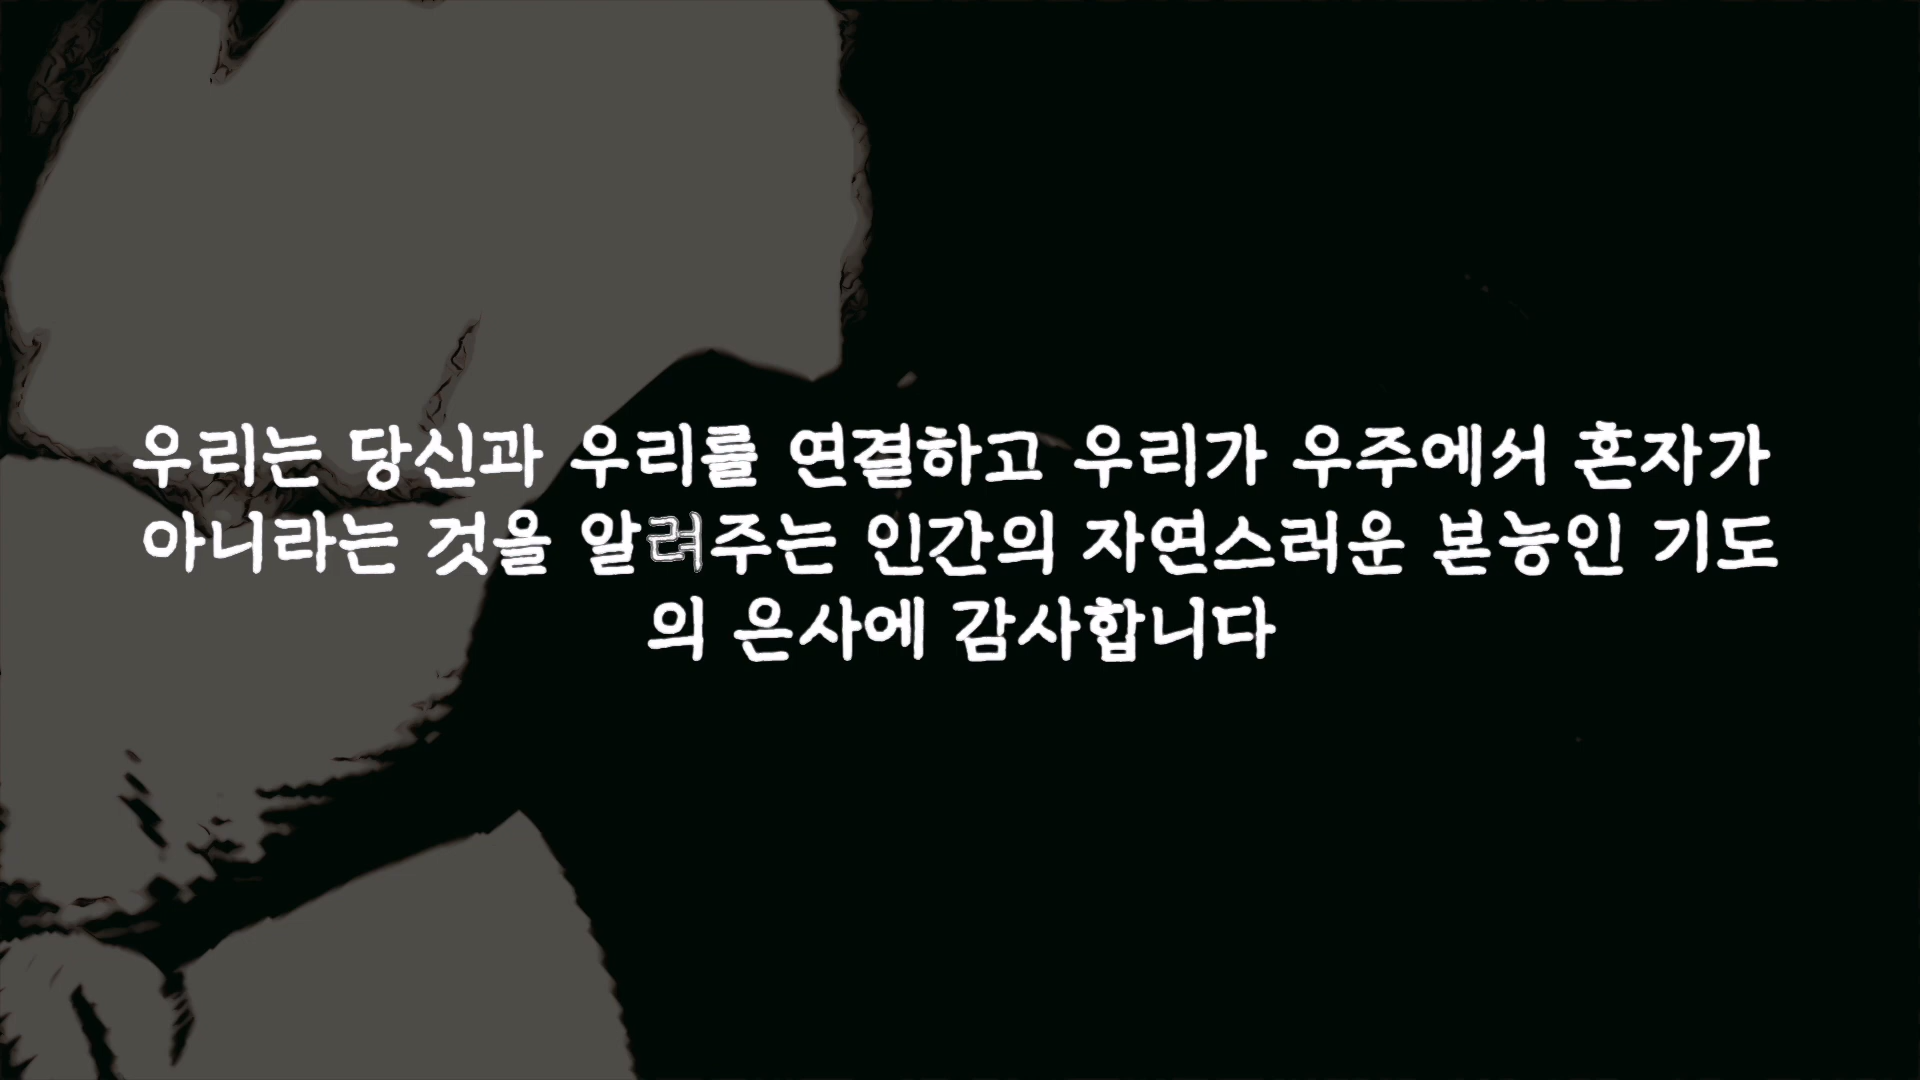 우리는 당신과 우리를 연결하고 우리가 우주에서 혼자가
아니라는 것을 알려주는 인간의 자연스러운 본능인 기도
의 은사에 감사합니다